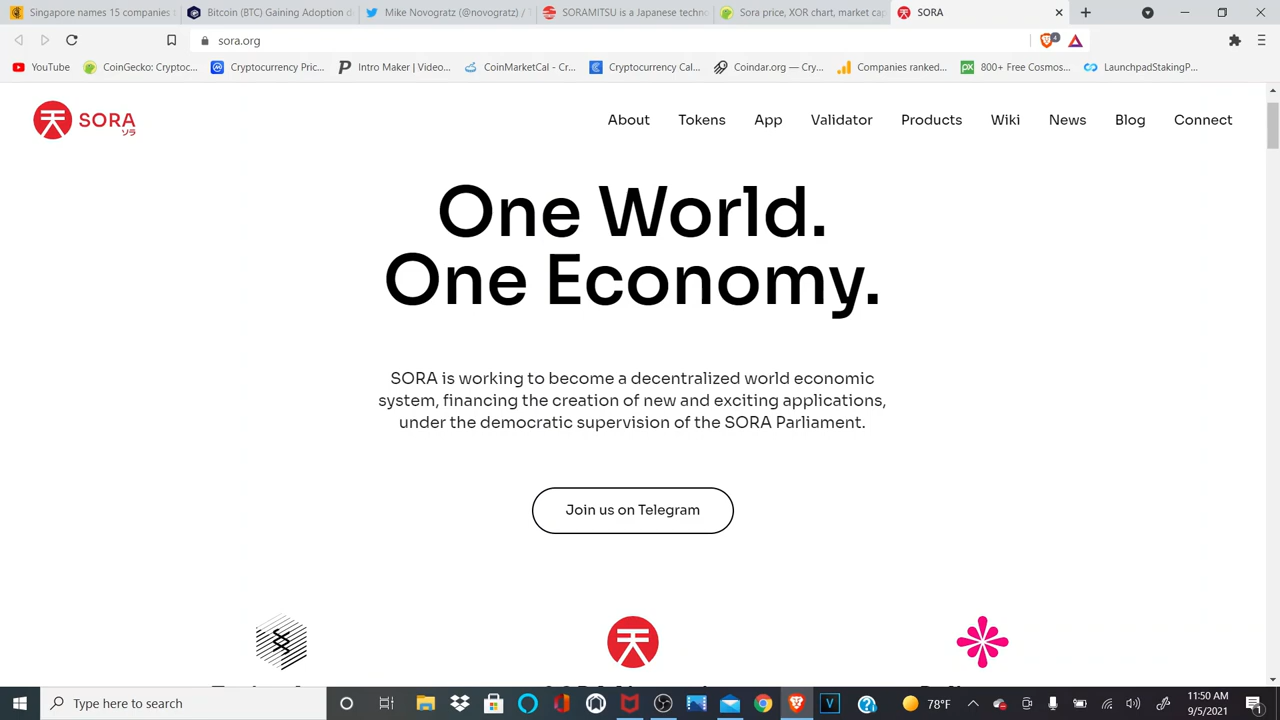 Singapore names 15 companies
Bitcoin (BTC) Gaining Adoption
Mike Novogratz (@novogratz) /
SORAMITSU is a Japanese techno
Sora price, XOR chart, market cap
SORA
sora.org
4
YouTube
CoinGecko: Cryptoc...
Cryptocurrency Pric...
Intro Maker | Video...
CoinMarketCal - Cr...
Cryptocurrency Cal...
Coindar.org — Cry...
Companies ranked...
800+ Free Cosmos...
LaunchpadStakingP...
SORA
ソラ
About
Tokens
App
Validator
Products
Wiki
News
Blog
Connect
One World.
One Economy.
SORA is working to become a decentralized world economic
system, financing the creation of new and exciting applications,
under the democratic supervision of the SORA Parliament.
Join us on Telegram
Type here to search
78°F
11:50 AM
9/5/2021